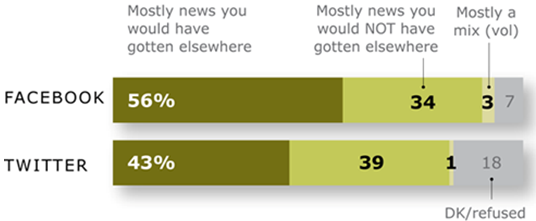 Mostly news you
would have
gotten elsewhere
Mostly news you
would NOT have
gotten elsewhere
Mostly a
mix (vol)
FACEBOOK 56% 34 3 7
TWITTER 43% 39 1 18
DK/refused